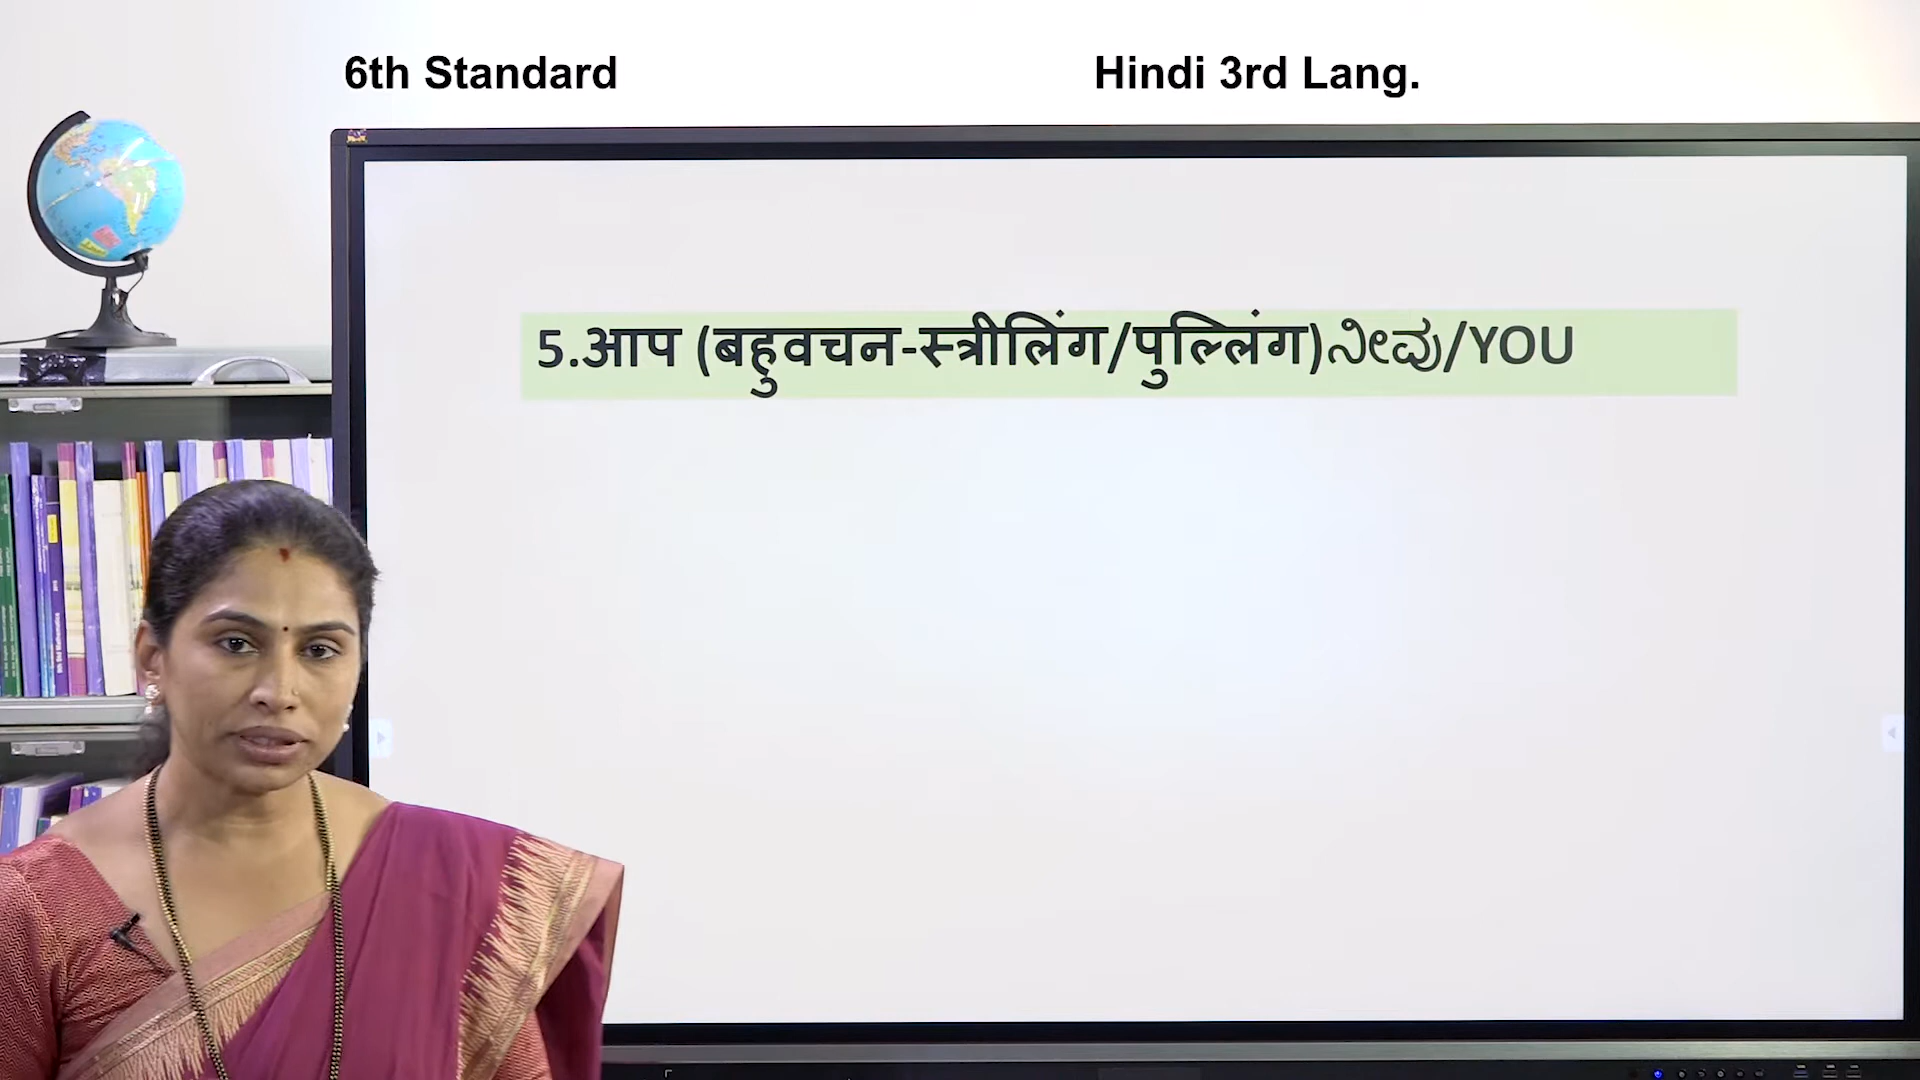 6th Standard
Hindi 3rd Lang.
5.आप (बहुवचन-स्त्रीलिंग/पुल्लिंग)ನೀವು/YOU